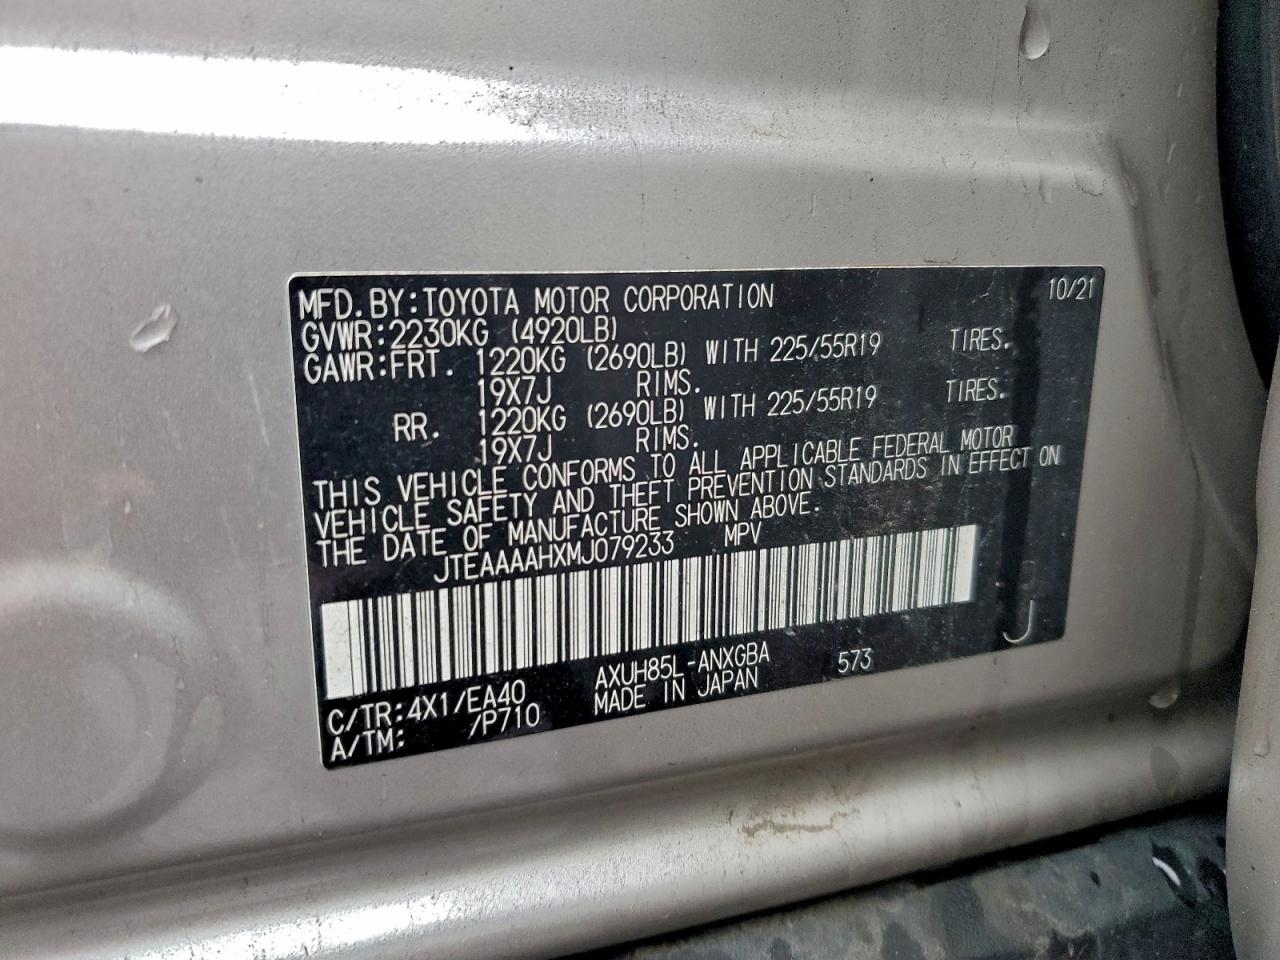 MFD. BY: TOYOTA MOTOR CORPORATION 10/21
GVWR: 2230KG (4920LB)
GAWR: FRT. 1220KG (2690LB) WITH 225/55R19 TIRES.
19X7J RIMS.
RR. 1220KG (2690LB) WITH 225/55R19 TIRES.
19X7J RIMS.
THIS VEHICLE CONFORMS TO ALL APPLICABLE FEDERAL MOTOR
VEHICLE SAFETY AND THEFT PREVENTION STANDARDS IN EFFECT ON
THE DATE OF MANUFACTURE SHOWN ABOVE.
JTEAAAAHXMJ079233 MPV
J
C/TR: 4X1/EA40 AXUH85L-ANXGBA 573
A/TM: /P710 MADE IN JAPAN